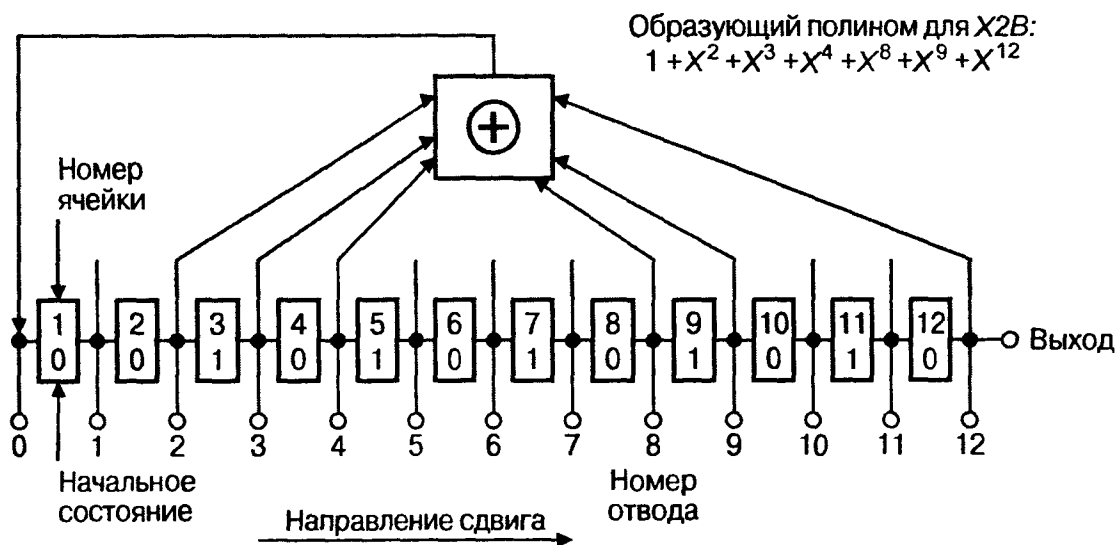 Образующий полином для X2B:
1 + X² + X³ + X⁴ + X⁸ + X⁹ + X¹²
Номер
ячейки
1 2 3 4 5 6 7 8 9 10 11 12
0 0 1 0 1 0 1 0 1 0 1 0
Выход
0 1 2 3 4 5 6 7 8 9 10 11 12
Начальное
состояние
Номер
отвода
Направление сдвига